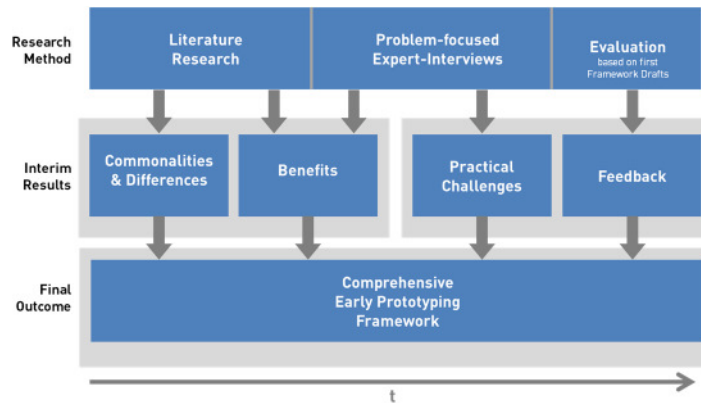 Research
Method
Literature
Research
Problem-focused
Expert-Interviews
Evaluation
based on first
Framework Drafts
Interim
Results
Commonalities
& Differences
Benefits
Practical
Challenges
Feedback
Final
Outcome
Comprehensive
Early Prototyping
Framework
t